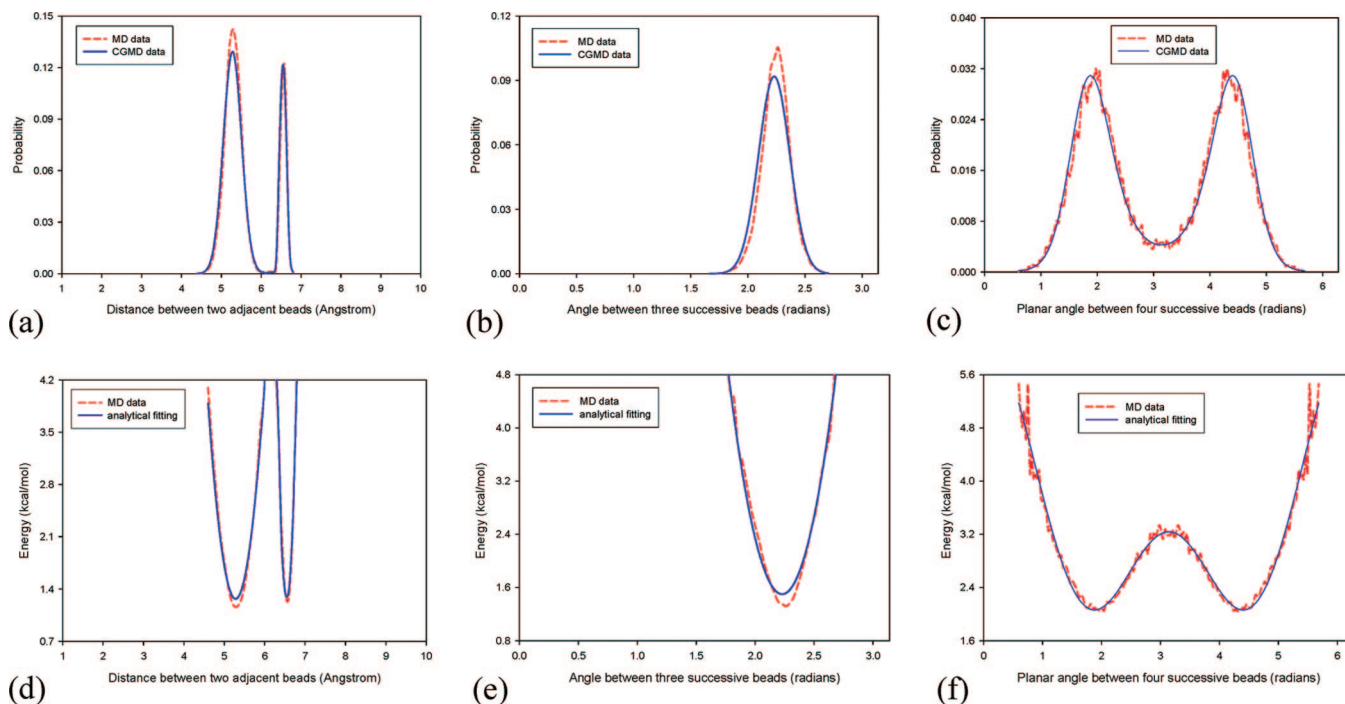 0.15
0.12
0.09
0.06
0.03
0.00
Probability
MD data
CGMD data
1 2 3 4 5 6 7 8 9 10
Distance between two adjacent beads (Angstrom)
(a)
0.12
0.09
0.06
0.03
0.00
Probability
MD data
CGMD data
0.0 0.5 1.0 1.5 2.0 2.5 3.0
Angle between three successive beads (radians)
(b)
0.040
0.032
0.024
0.016
0.008
0.000
Probability
MD data
CGMD data
0 1 2 3 4 5 6
Planar angle between four successive beads (radians)
(c)
4.2
3.5
2.8
2.1
1.4
0.7
Energy (kcal/mol)
MD data
analytical fitting
1 2 3 4 5 6 7 8 9 10
Distance between two adjacent beads (Angstrom)
(d)
4.8
4.0
3.2
2.4
1.6
0.8
Energy (kcal/mol)
MD data
analytical fitting
0.0 0.5 1.0 1.5 2.0 2.5 3.0
Angle between three successive beads (radians)
(e)
5.6
4.8
4.0
3.2
2.4
1.6
Energy (kcal/mol)
MD data
analytical fitting
0 1 2 3 4 5 6
Planar angle between four successive beads (radians)
(f)